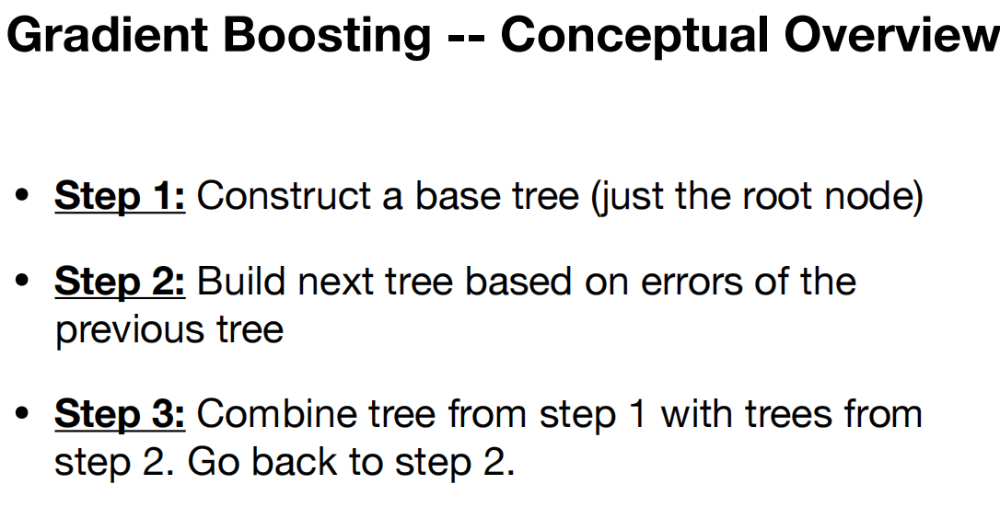 Gradient Boosting -- Conceptual Overview
• Step 1: Construct a base tree (just the root node)
• Step 2: Build next tree based on errors of the
previous tree
• Step 3: Combine tree from step 1 with trees from
step 2. Go back to step 2.